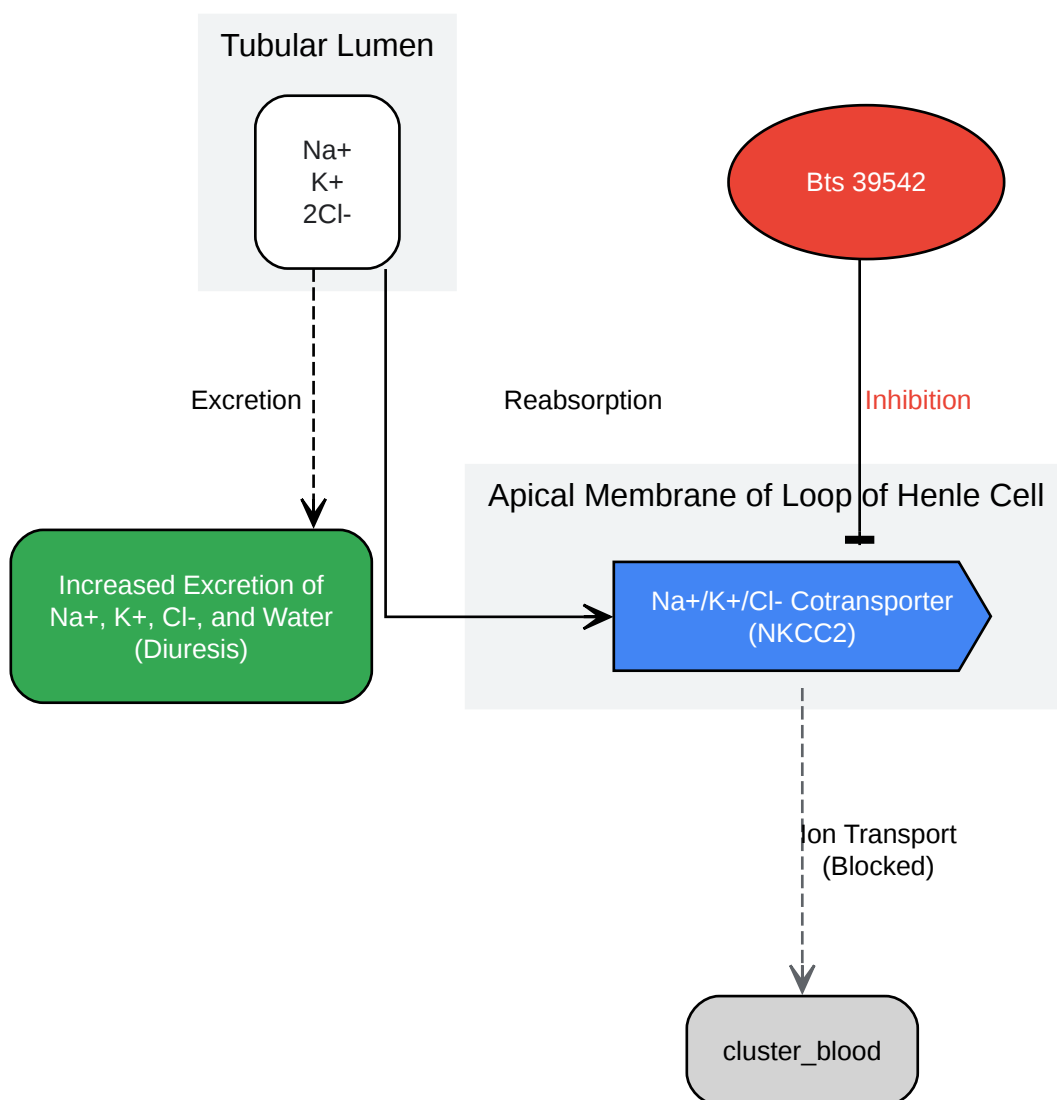 Tubular Lumen
Na+
K+
2Cl-
Bts 39542
Excretion
Reabsorption
Inhibition
Apical Membrane of Loop of Henle Cell
Increased Excretion of
Na+, K+, Cl-, and Water
(Diuresis)
Na+/K+/Cl- Cotransporter
(NKCC2)
Ion Transport
(Blocked)
cluster_blood